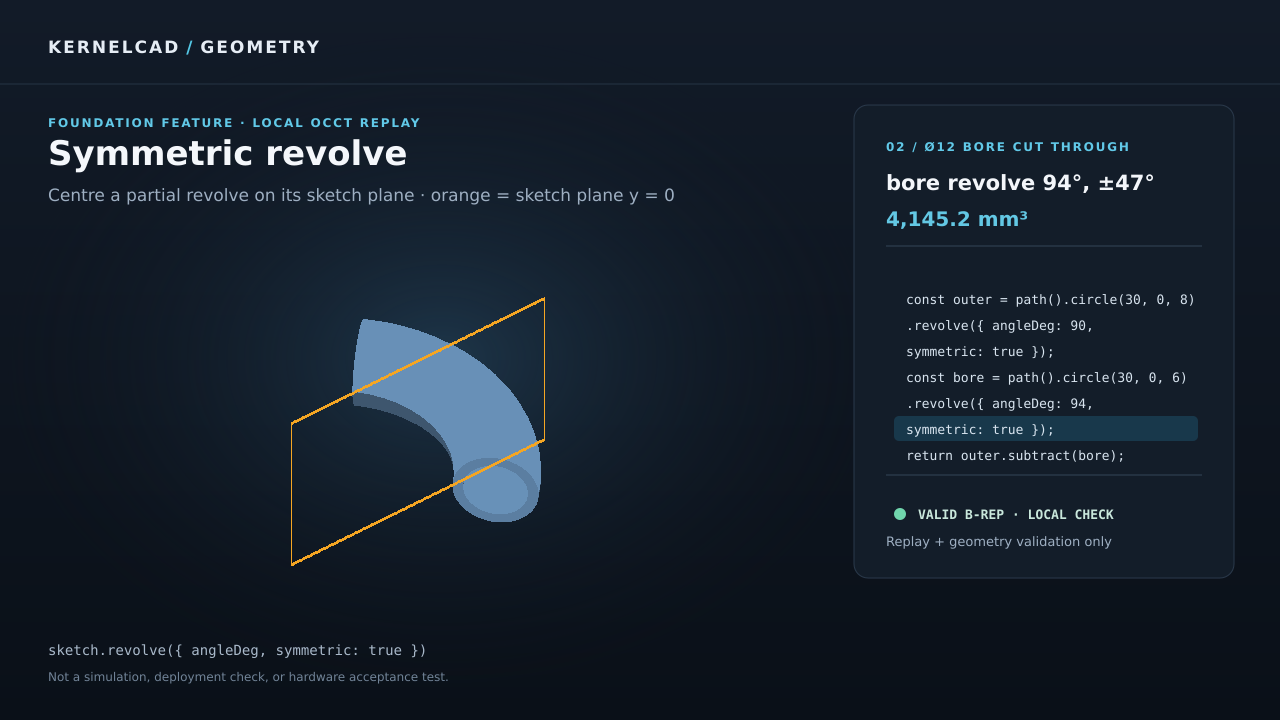 KERNELCAD / GEOMETRY
FOUNDATION FEATURE · LOCAL OCCT REPLAY
Symmetric revolve
Centre a partial revolve on its sketch plane · orange = sketch plane y = 0
02 / Ø12 BORE CUT THROUGH
bore revolve 94°, ±47°
4,145.2 mm³
const outer = path().circle(30, 0, 8)
.revolve({ angleDeg: 90,
symmetric: true });
const bore = path().circle(30, 0, 6)
.revolve({ angleDeg: 94,
symmetric: true });
return outer.subtract(bore);
VALID B-REP · LOCAL CHECK
Replay + geometry validation only
sketch.revolve({ angleDeg, symmetric: true })
Not a simulation, deployment check, or hardware acceptance test.